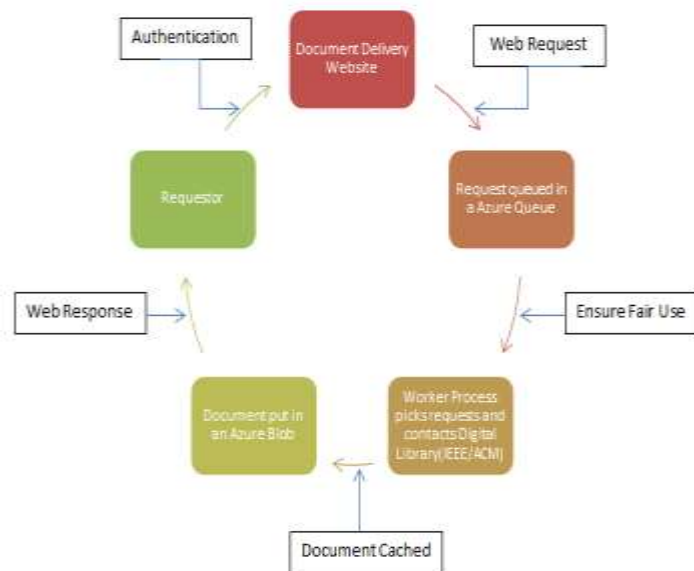 Authentication
Document Delivery
Website
Web Request
Requestor
Request queued in
a Azure Queue
Web Response
Ensure Fair Use
Document put in
an Azure Blob
Worker Process
picks requests and
contacts Digital
Library(IEEE/ACM)
Document Cached